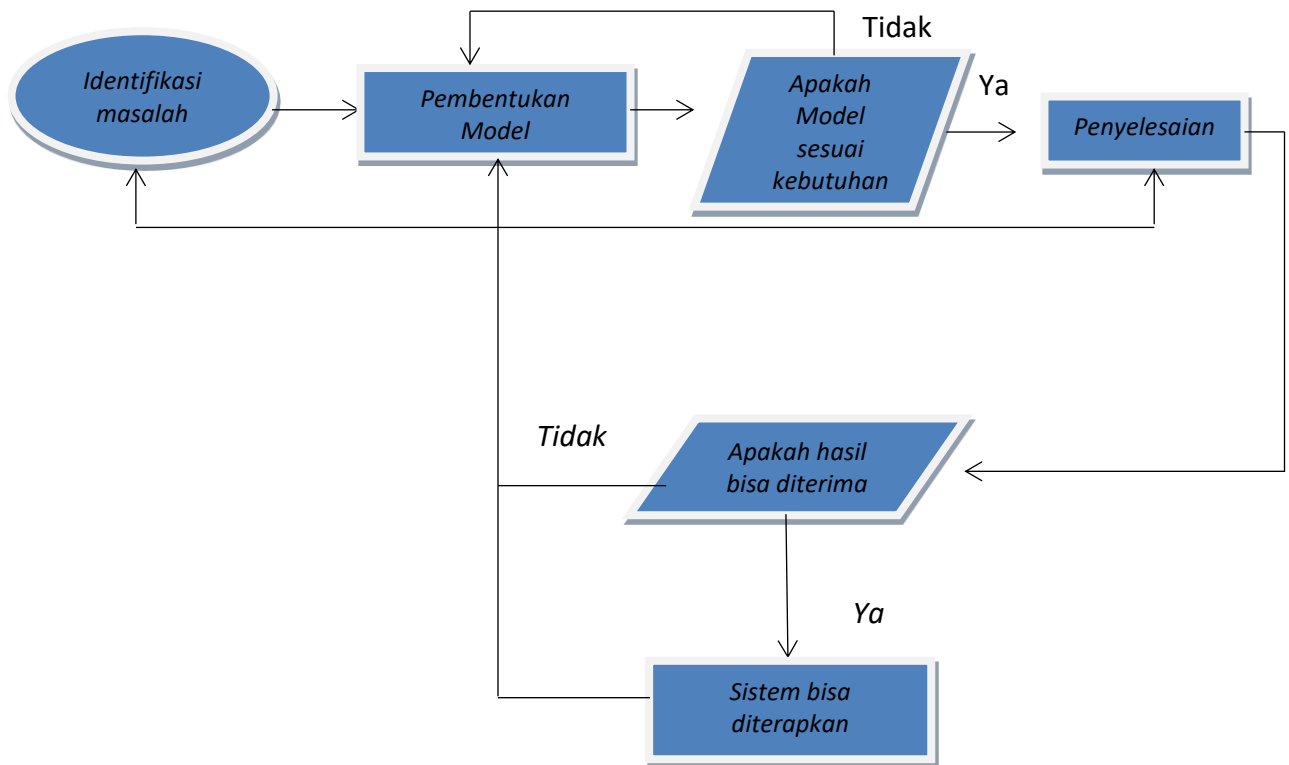 Tidak
Identifikasi
masalah
Pembentukan
Model
Apakah
Model
sesuai
kebutuhan
Ya
Penyelesaian
Tidak
Apakah hasil
bisa diterima
Ya
Sistem bisa
diterapkan